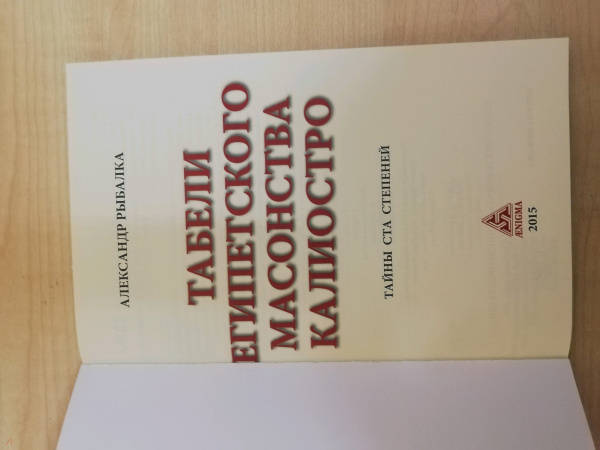 АЛЕКСАНДР РЫБАЛКА
ТАБЕЛИ
ЕГИПЕТСКОГО
МАСОНСТВА
КАЛИОСТРО
ТАЙНЫ СТА СТЕПЕНЕЙ
ÆNIGMA
2015